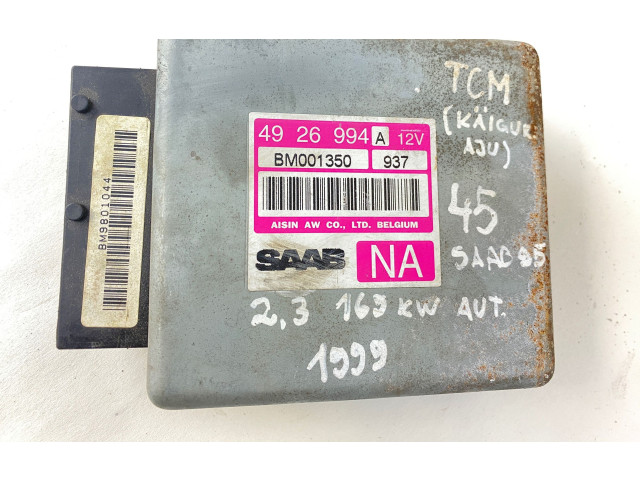 BM9801044
49 26 994 A 12V
BM001350 937
AISIN AW CO., LTD. BELGIUM
SAAB NA
TCM
(KÄIGUK.
AJU)
45
SAAB 95
2,3 169 KW AUT.
1999